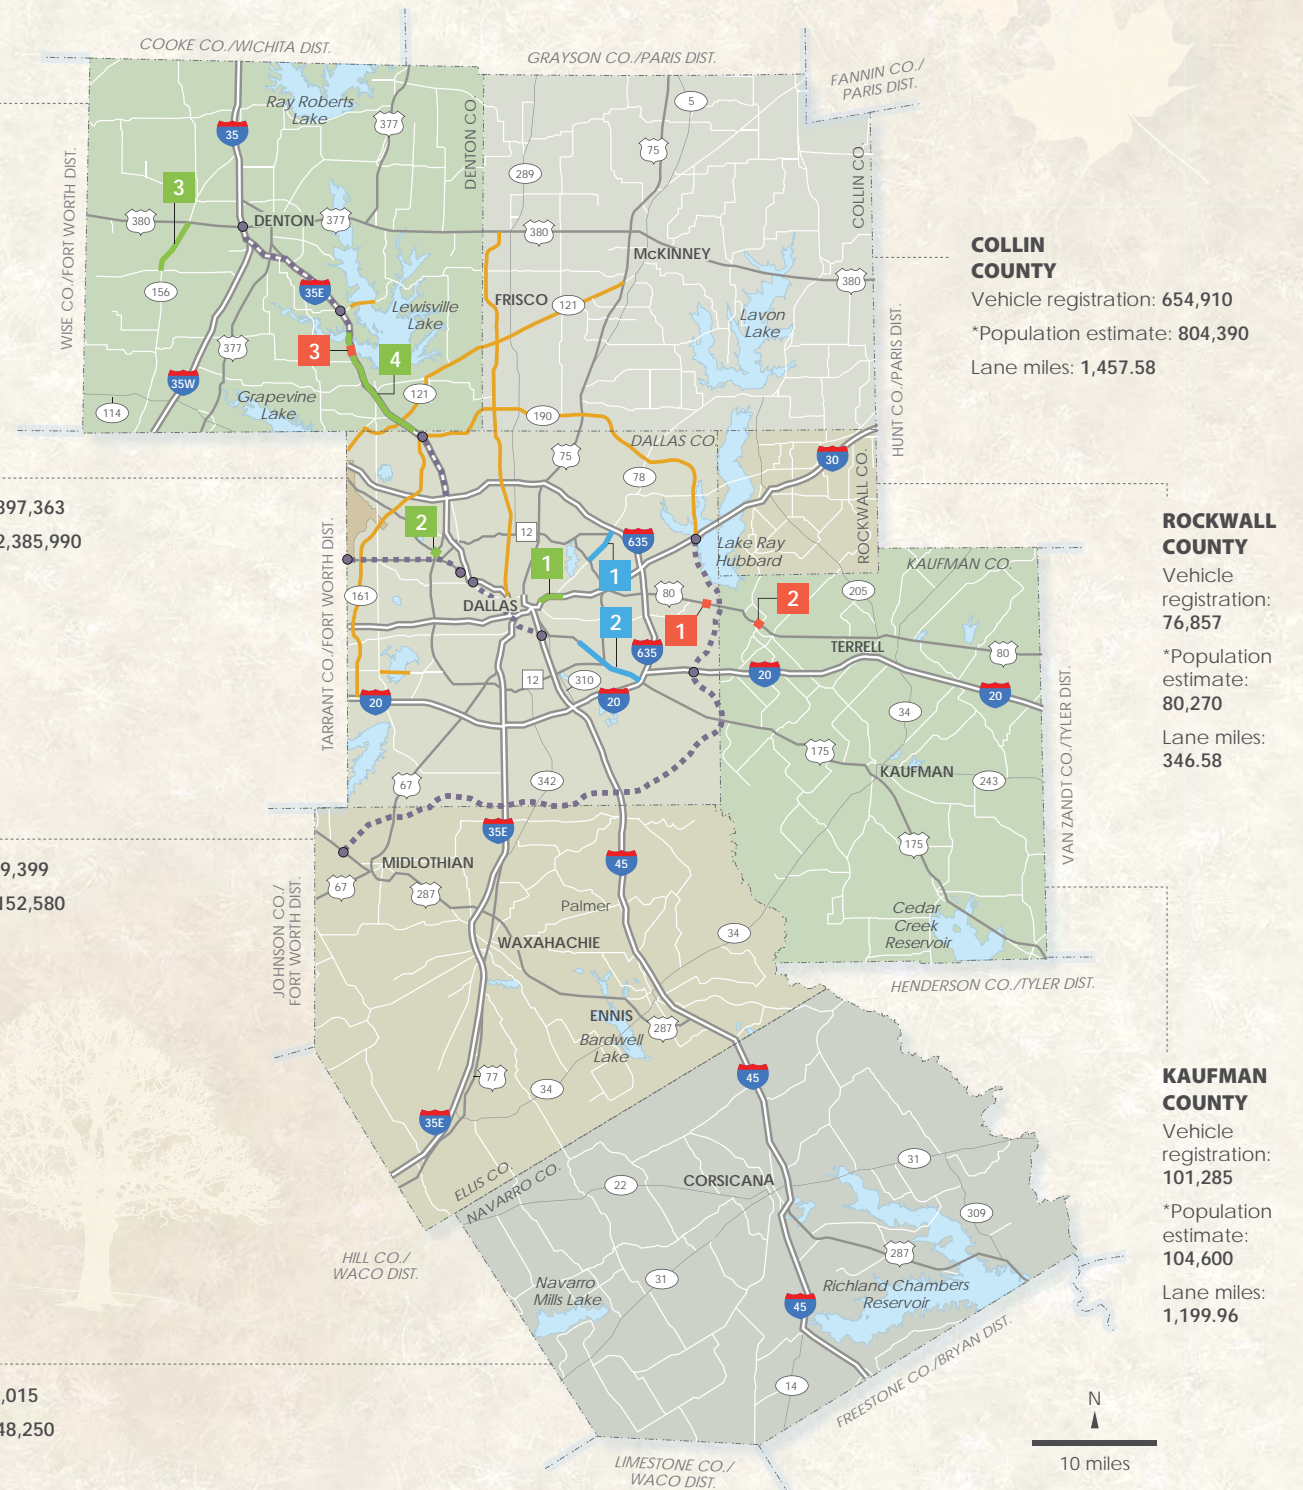 COOKE CO./WICHITA DIST.
GRAYSON CO./PARIS DIST.
FANNIN CO./
PARIS DIST.
Ray Roberts
Lake
5
377
35
75
DENTON CO.
289
COLLIN CO.
WISE CO./FORT WORTH DIST.
3
380
DENTON
377
380
McKINNEY
COLLIN
COUNTY
Vehicle registration: 654,910
*Population estimate: 804,390
Lane miles: 1,457.58
380
156
35E
FRISCO
121
Lewisville
Lake
Lavon
Lake
HUNT CO./PARIS DIST.
377
3
4
35W
Grapevine
Lake
121
114
190
DALLAS CO.
75
30
78
ROCKWALL CO.
397,363
2,385,990
2
12
635
ROCKWALL
COUNTY
Vehicle
registration:
76,857
*Population
estimate:
80,270
Lane miles:
346.58
TARRANT CO./FORT WORTH DIST.
Lake Ray
Hubbard
1
1
KAUFMAN CO.
161
DALLAS
80
205
2
2
1
635
TERRELL
80
12
310
20
20
20
20
34
VAN ZANDT CO./TYLER DIST.
175
KAUFMAN
67
342
243
35E
175
45
MIDLOTHIAN
9,399
152,580
67
287
JOHNSON CO./
FORT WORTH DIST.
Palmer
Cedar
Creek
Reservoir
34
WAXAHACHIE
HENDERSON CO./TYLER DIST.
ENNIS
287
Bardwell
Lake
77
34
45
KAUFMAN
COUNTY
Vehicle
registration:
101,285
*Population
estimate:
104,600
Lane miles:
1,199.96
35E
ELLIS CO.
NAVARRO CO.
31
22
CORSICANA
309
HILL CO./
WACO DIST.
287
31
Navarro
Mills Lake
Richland Chambers
Reservoir
45
14
FREESTONE CO./BRYAN DIST.
,015
48,250
N
10 miles
LIMESTONE CO./
WACO DIST.